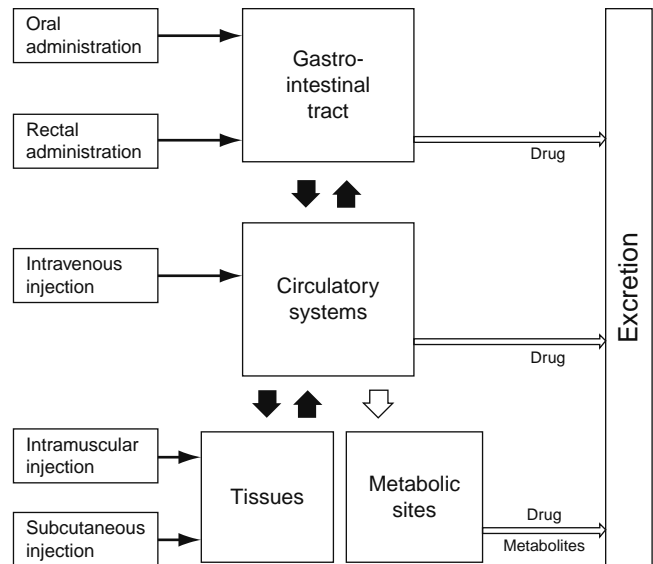 Oral
administration
Gastro-
intestinal
tract
Rectal
administration
Drug
Intravenous
injection
Circulatory
systems
Drug
Excretion
Intramuscular
injection
Tissues
Metabolic
sites
Subcutaneous
injection
Drug
Metabolites